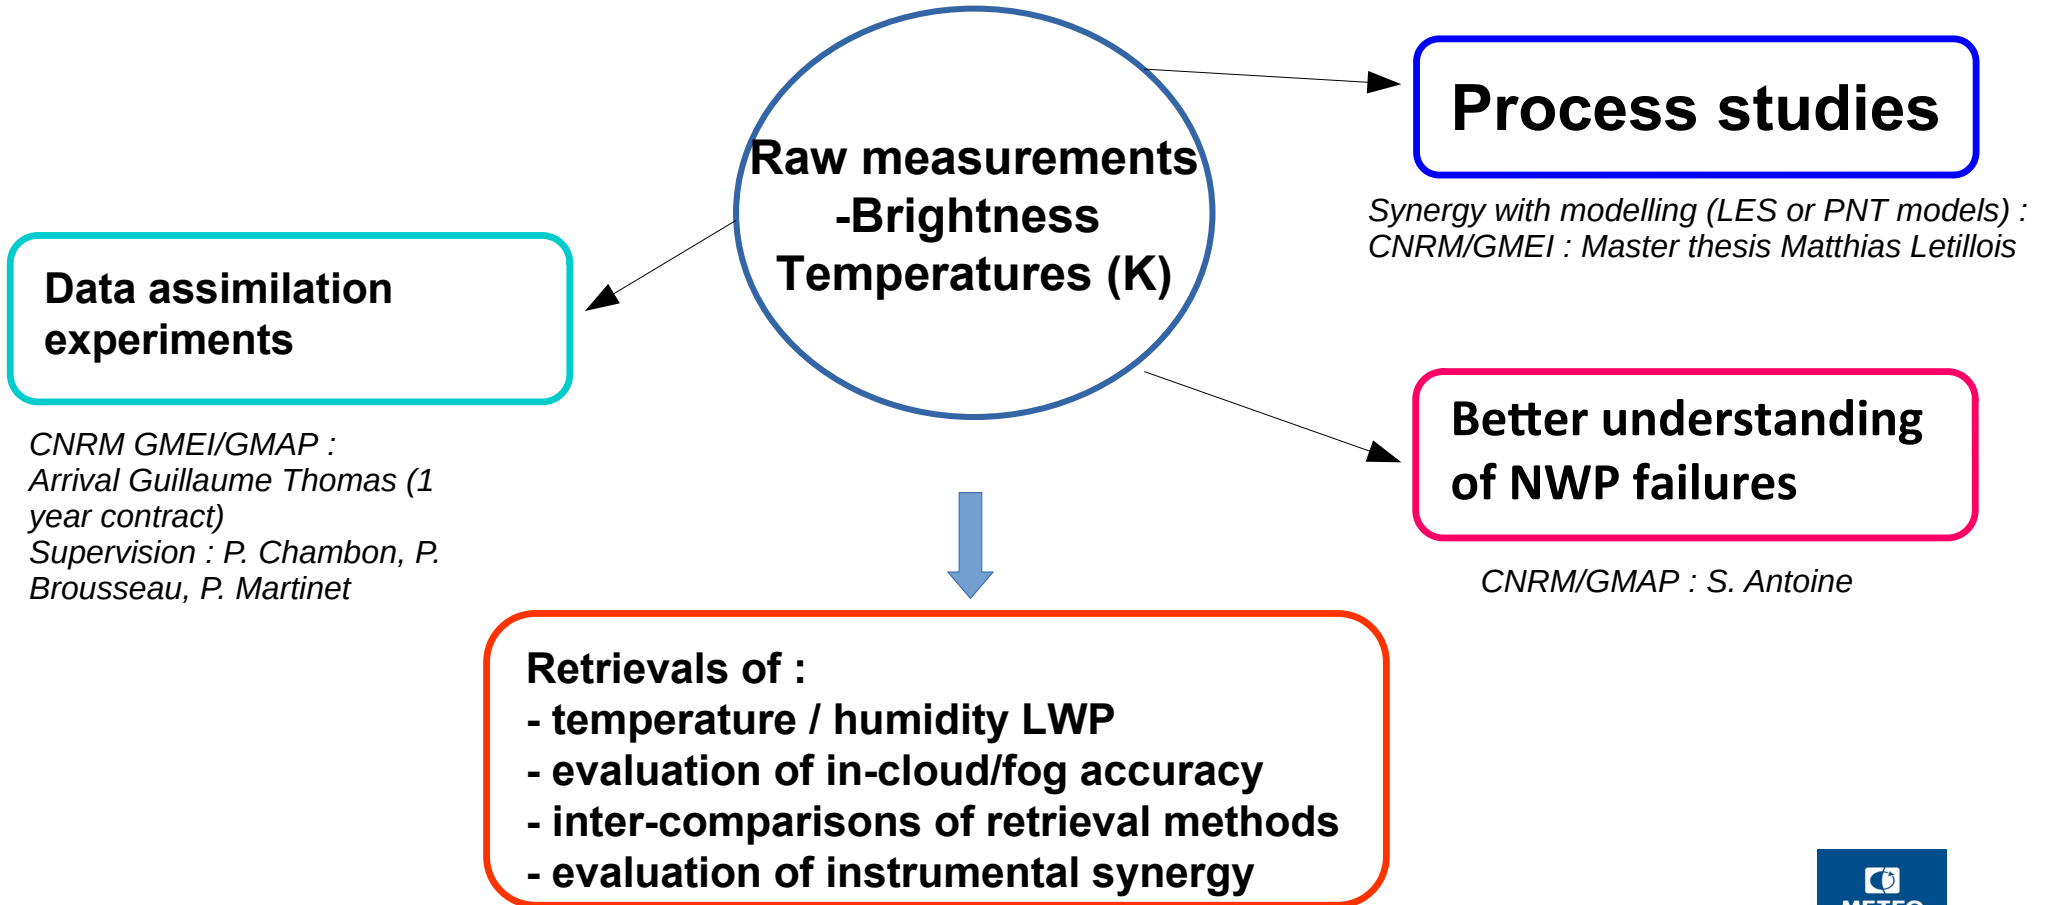 Raw measurements
-Brightness
Temperatures (K)
Process studies
Synergy with modelling (LES or PNT models) :
CNRM/GMEI : Master thesis Matthias Letillois
Data assimilation
experiments
CNRM GMEI/GMAP :
Arrival Guillaume Thomas (1
year contract)
Supervision : P. Chambon, P.
Brousseau, P. Martinet
Better understanding
of NWP failures
CNRM/GMAP : S. Antoine
Retrievals of :
- temperature / humidity LWP
- evaluation of in-cloud/fog accuracy
- inter-comparisons of retrieval methods
- evaluation of instrumental synergy
METEO